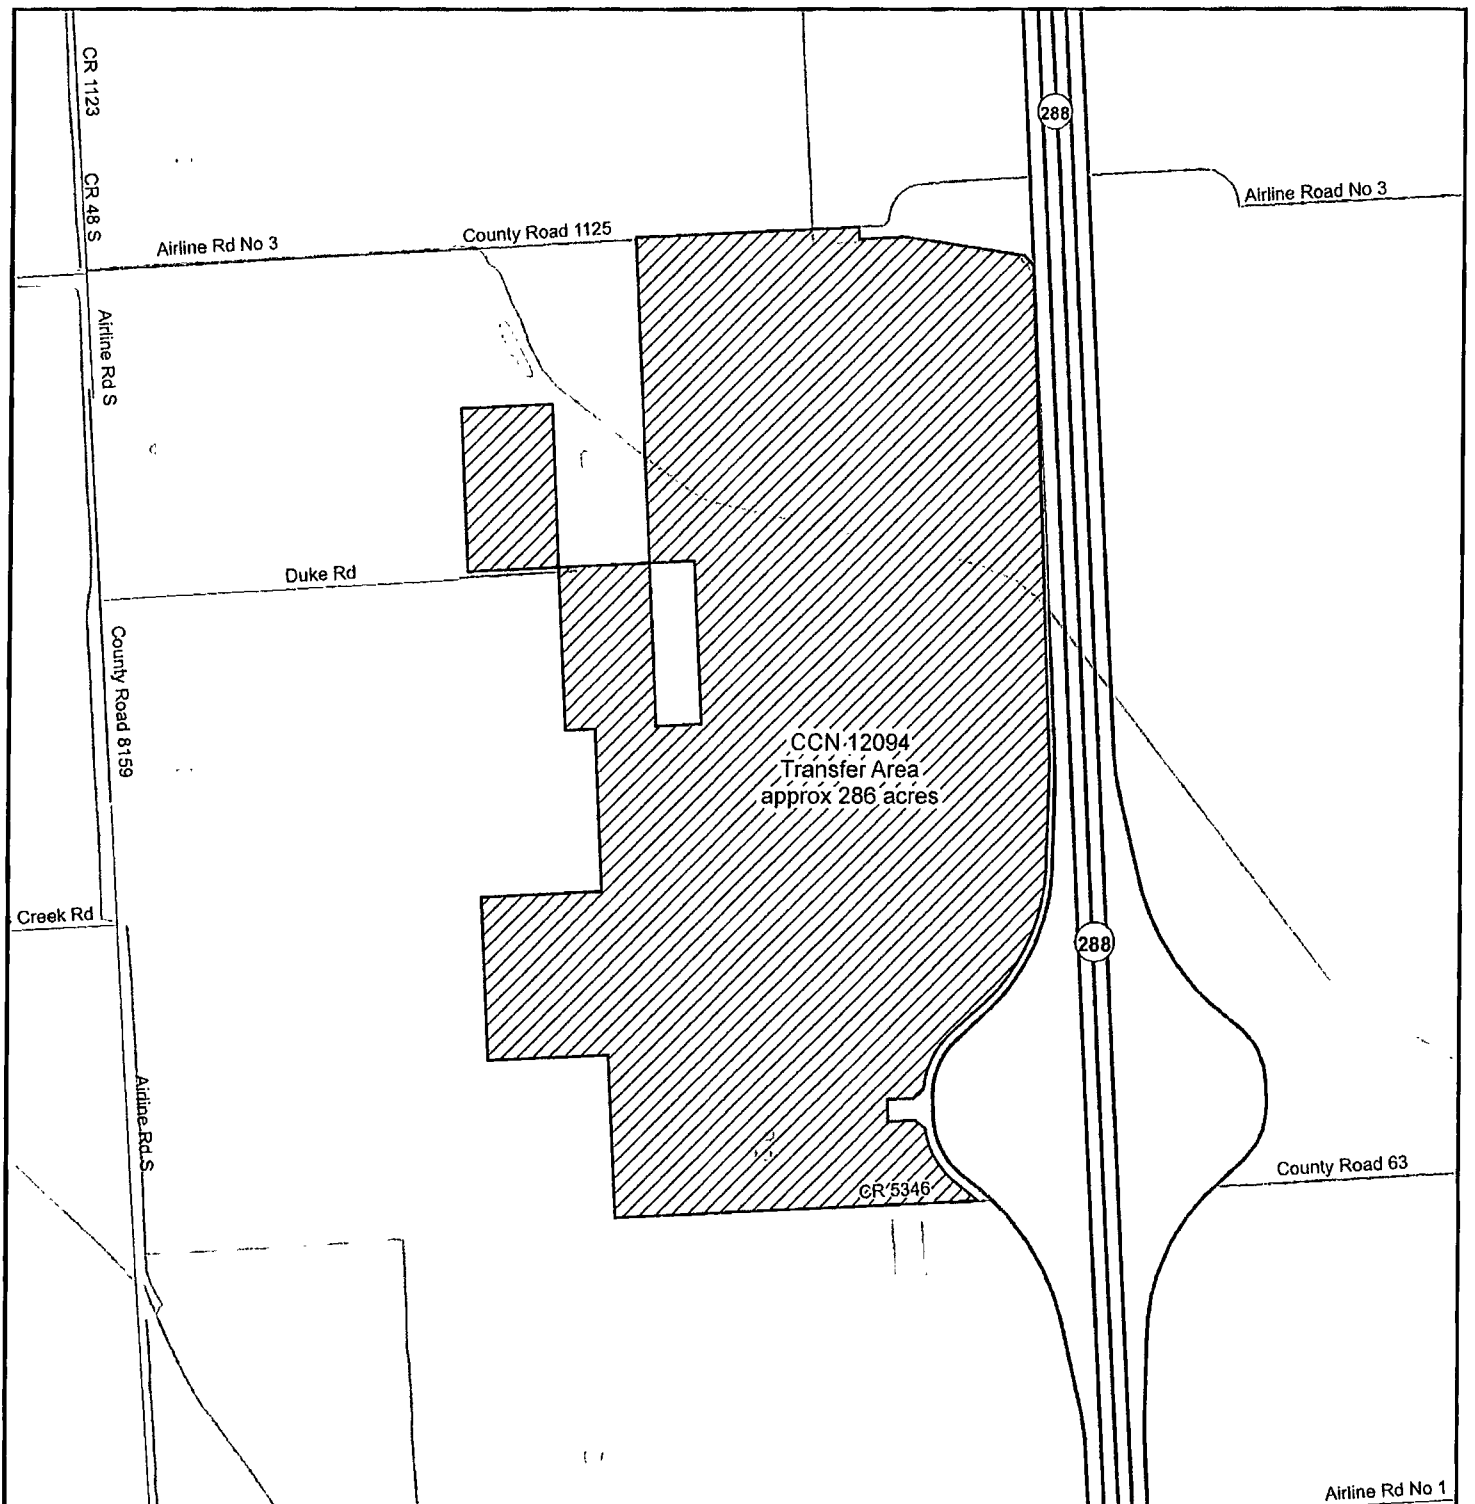 CR 1123
288
CR 48 S
Airline Road No 3
Airline Rd No 3
County Road 1125
Airline Rd S
Duke Rd
County Road 8159
CCN 12094
Transfer Area
approx 286 acres
Creek Rd
288
Airline Rd S
County Road 63
CR 5346
Airline Rd No 1